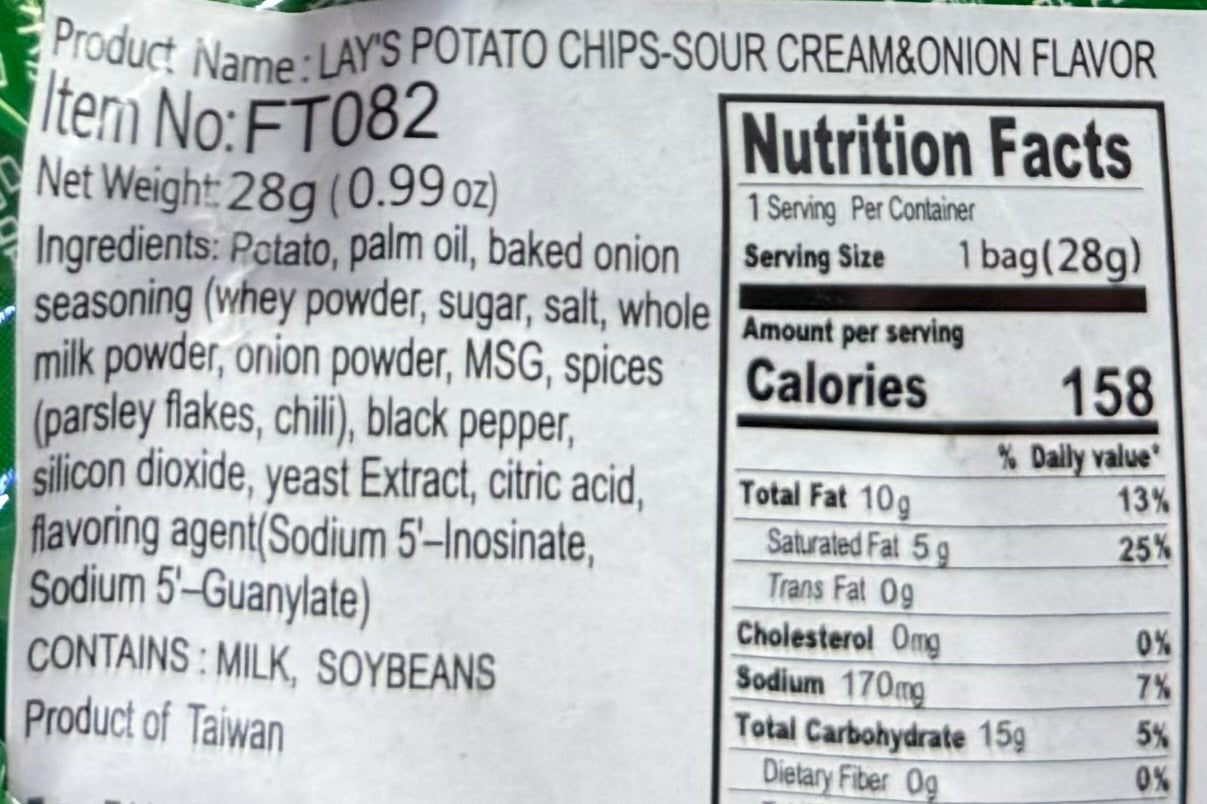 Product Name: LAY'S POTATO CHIPS-SOUR CREAM&ONION FLAVOR
Item No:FT082
Net Weight: 28g (0.99 oz)
Ingredients: Potato, palm oil, baked onion
seasoning (whey powder, sugar, salt, whole
milk powder, onion powder, MSG, spices
(parsley flakes, chili), black pepper,
silicon dioxide, yeast Extract, citric acid,
flavoring agent(Sodium 5'-Inosinate,
Sodium 5'-Guanylate)
CONTAINS : MILK, SOYBEANS
Product of Taiwan
Nutrition Facts
1 Serving Per Container
Serving Size 1 bag(28g)
Amount per serving
Calories 158
% Daily value*
Total Fat 10g 13%
Saturated Fat 5g 25%
Trans Fat 0g
Cholesterol 0mg 0%
Sodium 170mg 7%
Total Carbohydrate 15g 5%
Dietary Fiber 0g 0%